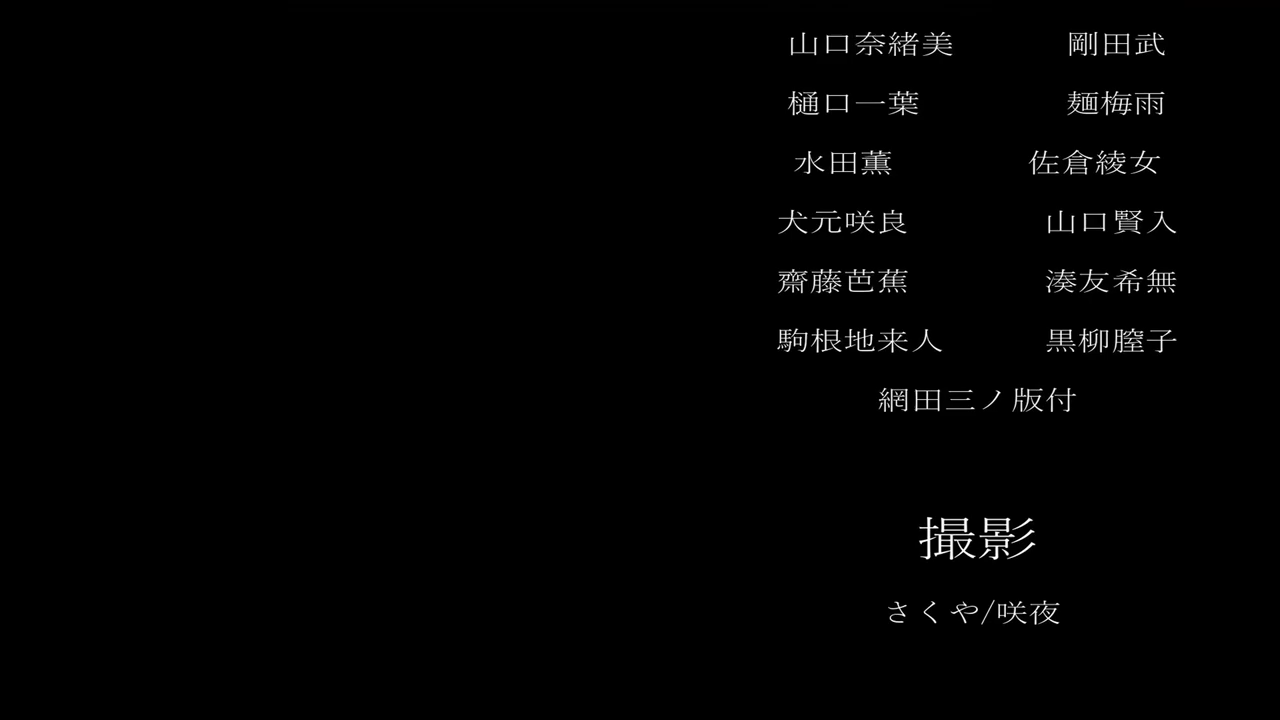 山口奈緒美 剛田武
樋口一葉 麺梅雨
水田薫 佐倉綾女
犬元咲良 山口賢入
齋藤芭蕉 湊友希無
駒根地来人 黒柳膣子
網田三ノ版付
撮影
さくや/咲夜